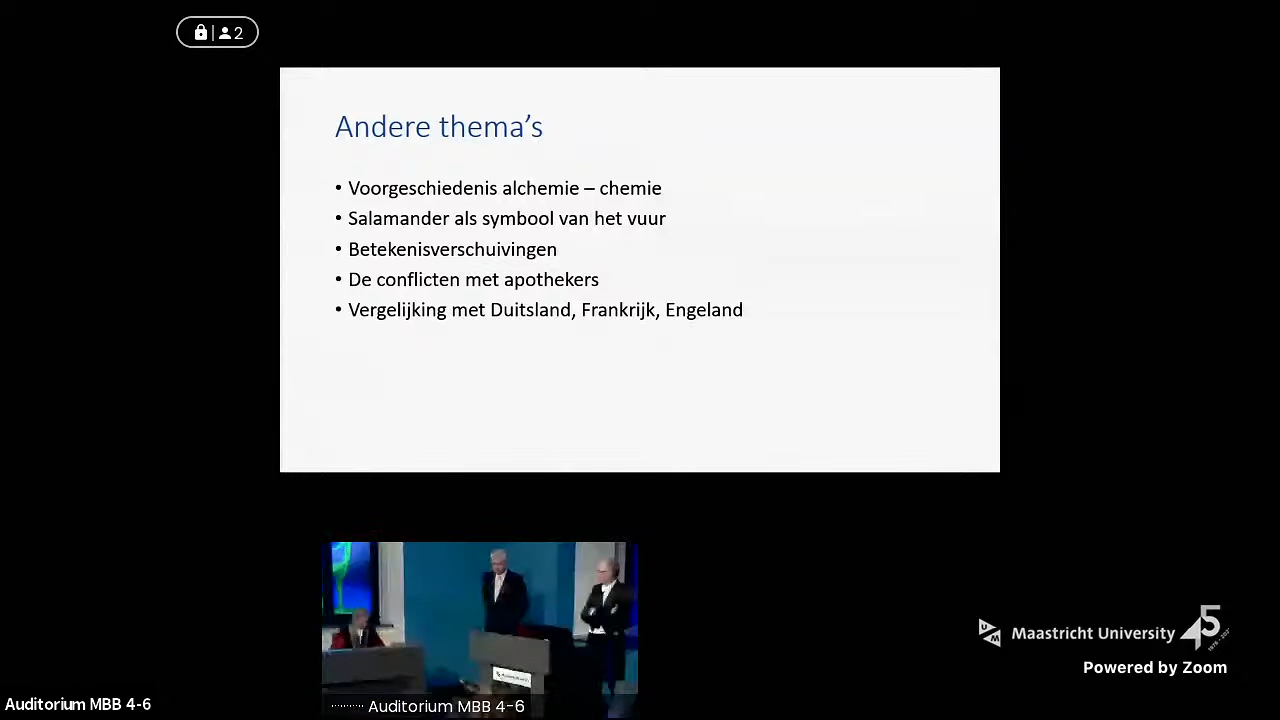 2
Andere thema's
• Voorgeschiedenis alchemie – chemie
• Salamander als symbool van het vuur
• Betekenisverschuivingen
• De conflicten met apothekers
• Vergelijking met Duitsland, Frankrijk, Engeland
Maastricht University 45
Powered by Zoom
Auditorium MBB 4-6
Auditorium MBB 4-6